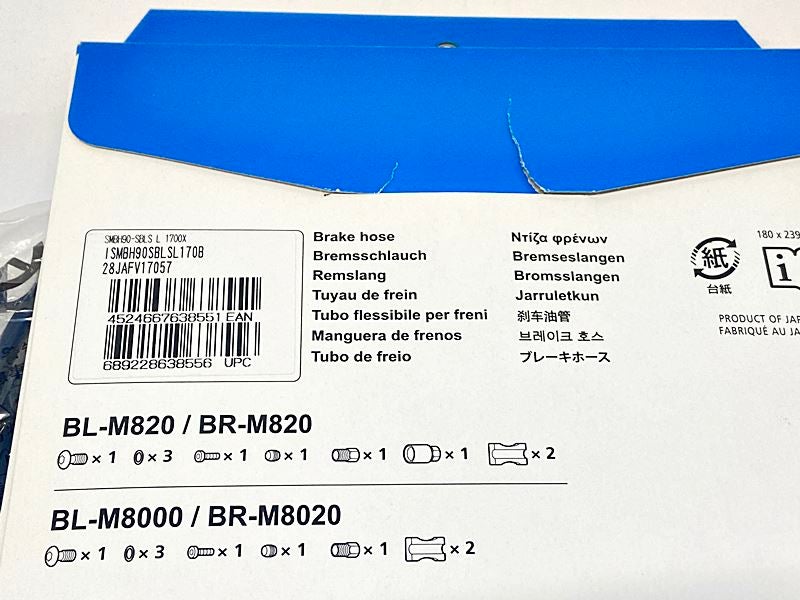 SMBH90-SBLS L 1700X
ISMBH90SBLSL170B
28JAFV17057
4524667638551 EAN
689228638556 UPC
Brake hose
Bremsschlauch
Remslang
Tuyau de frein
Tubo flessibile per freni
Manguera de frenos
Tubo de freio
Ντίζα φρένων
Bremseslangen
Bromsslangen
Jarruletkun
刹车油管
브레이크 호스
ブレーキホース
紙
台紙
180 x 239
i
PRODUCT OF JAP
FABRIQUÉ AU JA
BL-M820 / BR-M820
× 1 × 3 × 1 × 1 × 1 × 1 × 2
BL-M8000 / BR-M8020
× 1 × 3 × 1 × 1 × 1 × 2